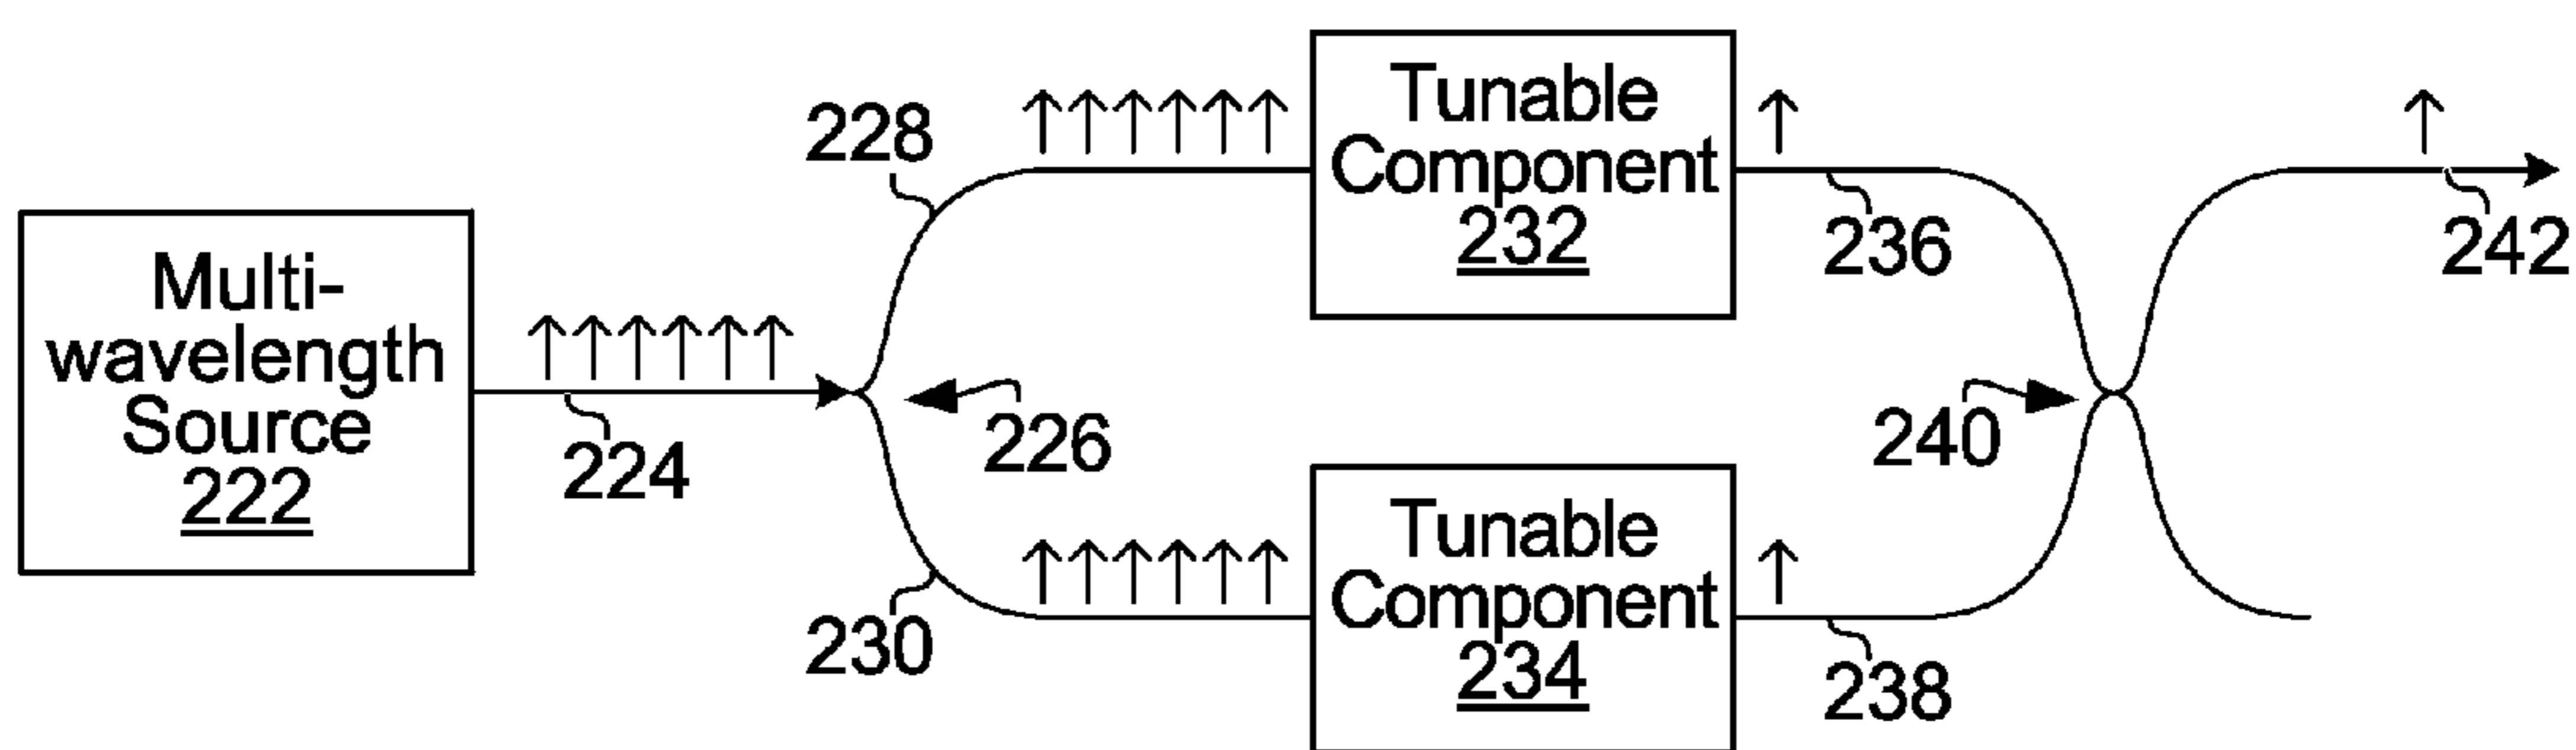 Multi-
wavelength
Source
222
224
226
228
230
Tunable
Component
232
Tunable
Component
234
236
238
240
242